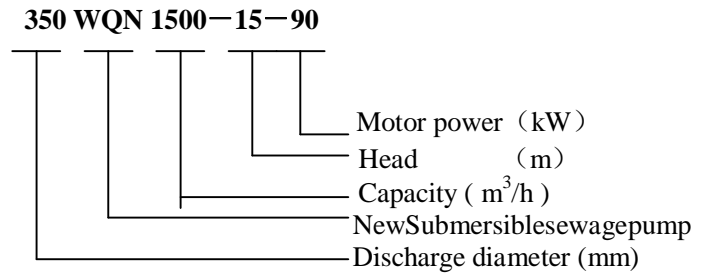 350 WQN 1500－15－90
Motor power（kW）
Head （m）
Capacity ( m³/h )
NewSubmersiblesewagepump
Discharge diameter (mm)